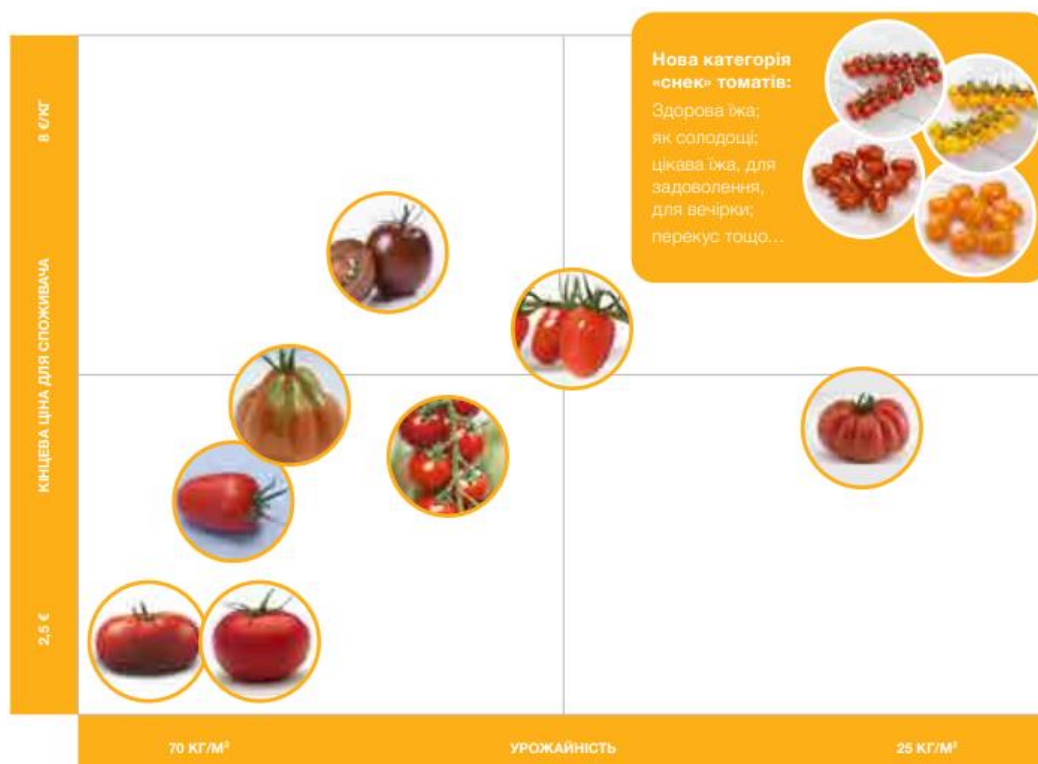 Нова категорія
«снек» томатів:
Здорова їжа;
як солодощі;
цікава їжа, для
задоволення,
для вечірки;
перекус тощо...
8 €/КГ
КІНЦЕВА ЦІНА ДЛЯ СПОЖИВАЧА
2,5 €
70 КГ/М²
УРОЖАЙНІСТЬ
25 КГ/М²